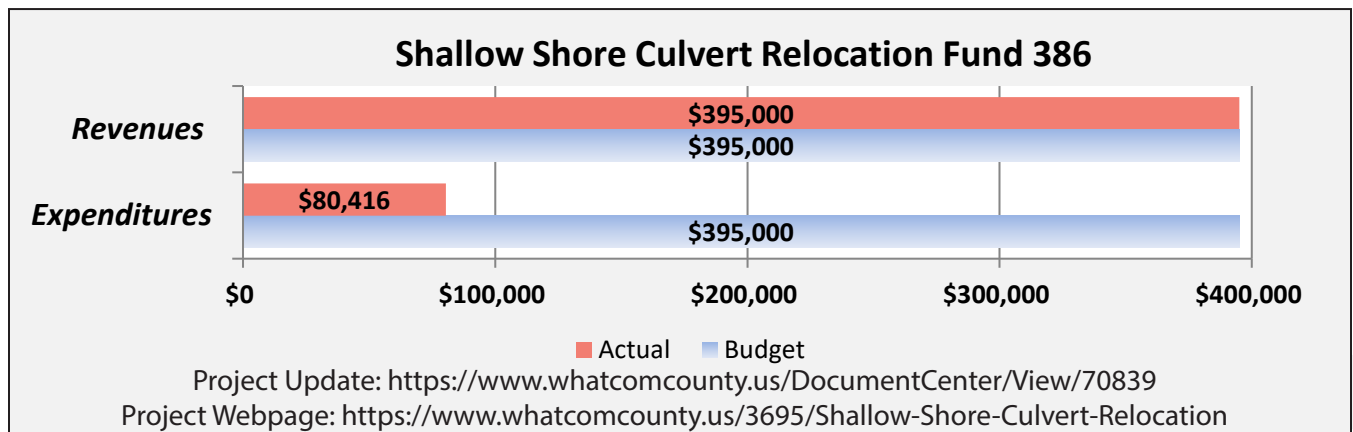 Shallow Shore Culvert Relocation Fund 386
Revenues
$395,000
$395,000
Expenditures
$80,416
$395,000
$0 $100,000 $200,000 $300,000 $400,000
Actual Budget
Project Update: https://www.whatcomcounty.us/DocumentCenter/View/70839
Project Webpage: https://www.whatcomcounty.us/3695/Shallow-Shore-Culvert-Relocation